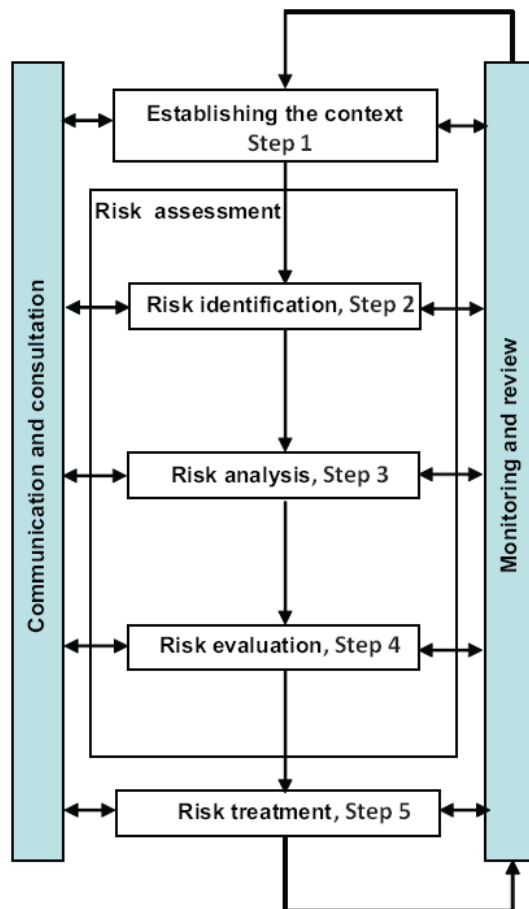 Establishing the context
Step 1
Risk assessment
Risk identification, Step 2
Risk analysis, Step 3
Risk evaluation, Step 4
Risk treatment, Step 5
Communication and consultation
Monitoring and review